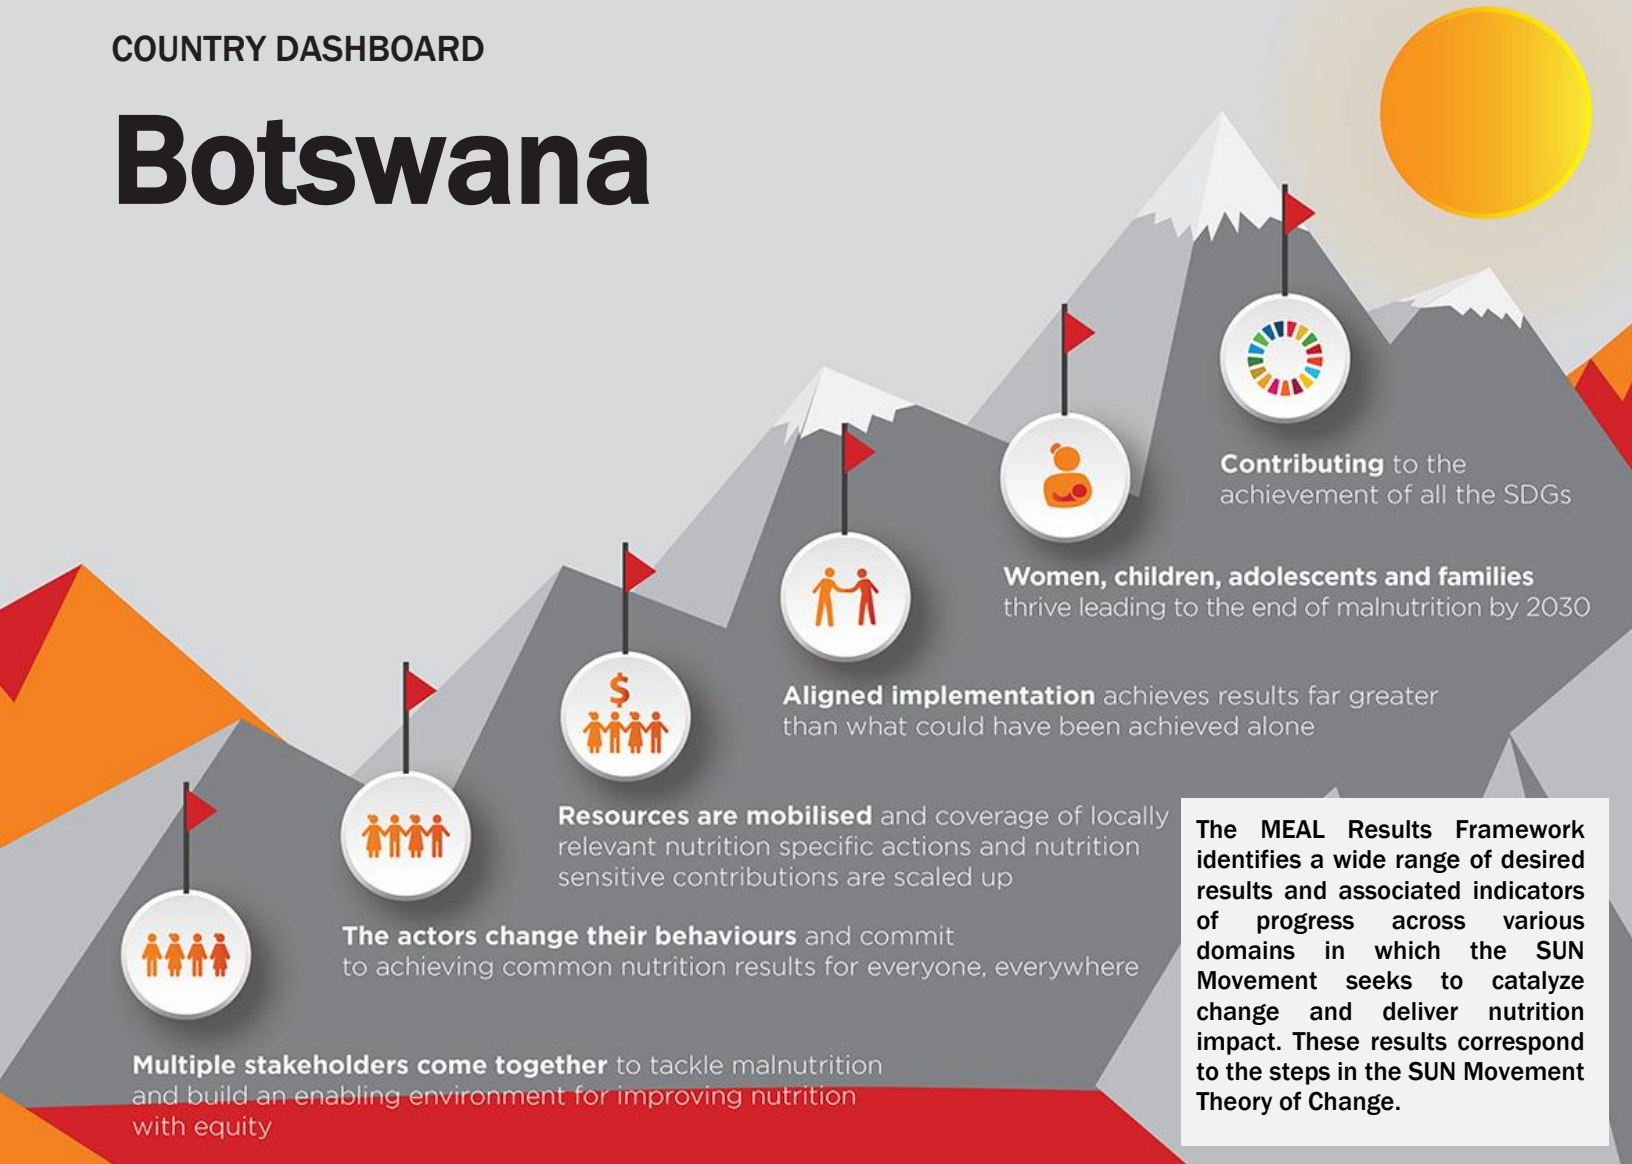 COUNTRY DASHBOARD
Botswana
Contributing to the
achievement of all the SDGs
Women, children, adolescents and families
thrive leading to the end of malnutrition by 2030
Aligned implementation achieves results far greater
than what could have been achieved alone
$
Resources are mobilised and coverage of locally
relevant nutrition specific actions and nutrition
sensitive contributions are scaled up
The actors change their behaviours and commit
to achieving common nutrition results for everyone, everywhere
Multiple stakeholders come together to tackle malnutrition
and build an enabling environment for improving nutrition
with equity
The MEAL Results Framework
identifies a wide range of desired
results and associated indicators
of progress across various
domains in which the SUN
Movement seeks to catalyze
change and deliver nutrition
impact. These results correspond
to the steps in the SUN Movement
Theory of Change.